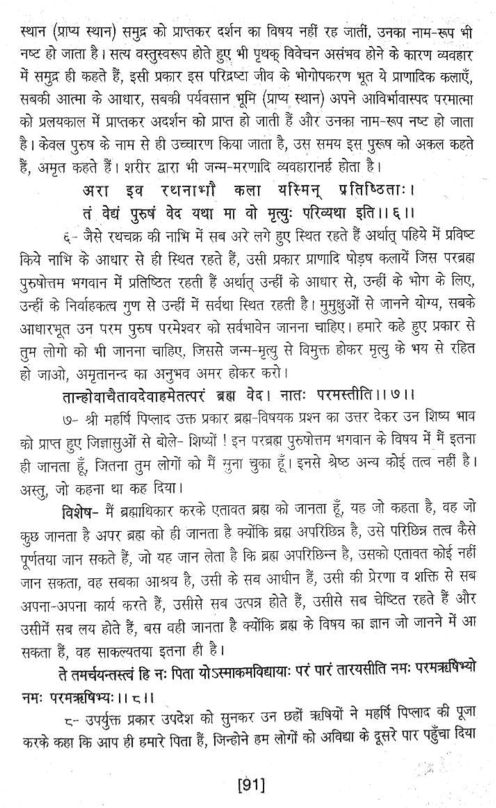 स्थान (प्राप्य स्थान) समुद्र को प्राप्तकर दर्शन का विषय नहीं रह जातीं, उनका नाम-रूप भी
नष्ट हो जाता है। सत्य वस्तुस्वरूप होते हुए भी पृथक् विवेचन असंभव होने के कारण व्यवहार
में समुद्र ही कहते हैं, इसी प्रकार इस परिद्रष्टा जीव के भोगोपकरण भूत ये प्राणादिक कलाएँ,
सबकी आत्मा के आधार, सबकी पर्यवसान भूमि (प्राप्य स्थान) अपने आविर्भावास्पद परमात्मा
को प्रलयकाल में प्राप्तकर अदर्शन को प्राप्त हो जाती हैं और उनका नाम-रूप नष्ट हो जाता
है। केवल पुरुष के नाम से ही उच्चारण किया जाता है, उस समय इस पुरूष को अकल कहते
हैं, अमृत कहते हैं। शरीर द्वारा भी जन्म-मरणादि व्यवहारानर्ह होता है।
अरा इव रथनाभौ कला यस्मिन् प्रतिष्ठिताः।
तं वेद्यं पुरुषं वेद यथा मा वो मृत्युः परिव्यथा इति।।६।।
६- जैसे रथचक्र की नाभि में सब अरे लगे हुए स्थित रहते हैं अर्थात् पहिये में प्रविष्ट
किये नाभि के आधार से ही स्थित रहते हैं, उसी प्रकार प्राणादि षोड़ष कलायें जिस परब्रह्म
पुरुषोत्तम भगवान में प्रतिष्ठित रहती हैं अर्थात् उन्हीं के आधार से, उन्हीं के भोग के लिए,
उन्हीं के निर्वाहकत्व गुण से उन्हीं में सर्वथा स्थित रहती है। मुमुक्षुओं से जानने योग्य, सबके
आधारभूत उन परम पुरुष परमेश्वर को सर्वभावेन जानना चाहिए। हमारे कहे हुए प्रकार से
तुम लोगो को भी जानना चाहिए, जिससे जन्म-मृत्यु से विमुक्त होकर मृत्यु के भय से रहित
हो जाओ, अमृतानन्द का अनुभव अमर होकर करो।
तान्होवाचैतावदेवाहमेतत्परं ब्रह्म वेद। नातः परमस्तीति।।७।।
७- श्री महर्षि पिप्लाद उक्त प्रकार ब्रह्म-विषयक प्रश्न का उत्तर देकर उन शिष्य भाव
को प्राप्त हुए जिज्ञासुओं से बोले- शिष्यों ! इन परब्रह्म पुरुषोत्तम भगवान के विषय में मैं इतना
ही जानता हूँ, जितना तुम लोगों को मैं सुना चुका हूँ। इनसे श्रेष्ठ अन्य कोई तत्व नहीं है।
अस्तु, जो कहना था कह दिया।
विशेष- मैं ब्रह्माधिकार करके एतावत ब्रह्म को जानता हूँ, यह जो कहता है, वह जो
कुछ जानता है अपर ब्रह्म को ही जानता है क्योंकि ब्रह्म अपरिछिन्न है, उसे परिछिन्न तत्व कैसे
पूर्णतया जान सकते हैं, जो यह जान लेता है कि ब्रह्म अपरिछिन्न है, उसको एतावत कोई नहीं
जान सकता, वह सबका आश्रय है, उसी के सब आधीन हैं, उसी की प्रेरणा व शक्ति से सब
अपना-अपना कार्य करते हैं, उसीसे सब उत्पन्न होते हैं, उसीसे सब चेष्टित रहते हैं और
उसीमें सब लय होते हैं, बस वही जानता है क्योंकि ब्रह्म के विषय का ज्ञान जो जानने में आ
सकता हैं, वह साकल्यतया इतना ही है।
ते तमर्चयन्तस्त्वं हि नः पिता योऽस्माकमविद्यायाः परं पारं तारयसीति नमः परमऋषिभ्यो
नमः परमऋषिभ्यः।।८।।
८- उपर्युक्त प्रकार उपदेश को सुनकर उन छहों ऋषियों ने महर्षि पिप्लाद की पूजा
करके कहा कि आप ही हमारे पिता हैं, जिन्होने हम लोगों को अविद्या के दूसरे पार पहुँचा दिया
[91]